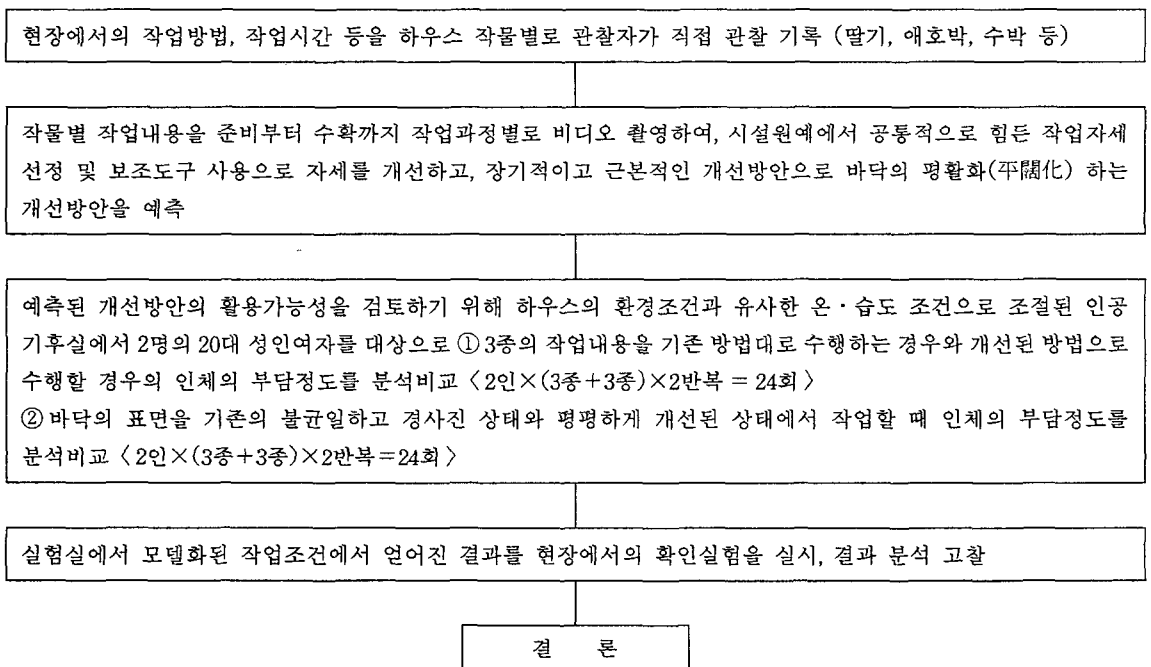 현장에서의 작업방법, 작업시간 등을 하우스 작물별로 관찰자가 직접 관찰 기록 (딸기, 애호박, 수박 등)
작물별 작업내용을 준비부터 수확까지 작업과정별로 비디오 촬영하여, 시설원예에서 공통적으로 힘든 작업자세
선정 및 보조도구 사용으로 자세를 개선하고, 장기적이고 근본적인 개선방안으로 바닥의 평활화(平闊化) 하는
개선방안을 예측
예측된 개선방안의 활용가능성을 검토하기 위해 하우스의 환경조건과 유사한 온·습도 조건으로 조절된 인공
기후실에서 2명의 20대 성인여자를 대상으로 ① 3종의 작업내용을 기존 방법대로 수행하는 경우와 개선된 방법으로
수행할 경우의 인체의 부담정도를 분석비교〈2인×(3종+3종)×2반복 = 24회〉
② 바닥의 표면을 기존의 불균일하고 경사진 상태와 평평하게 개선된 상태에서 작업할 때 인체의 부담정도를
분석비교〈2인×(3종+3종)×2반복=24회〉
실험실에서 모델화된 작업조건에서 얻어진 결과를 현장에서의 확인실험을 실시, 결과 분석 고찰
결 론